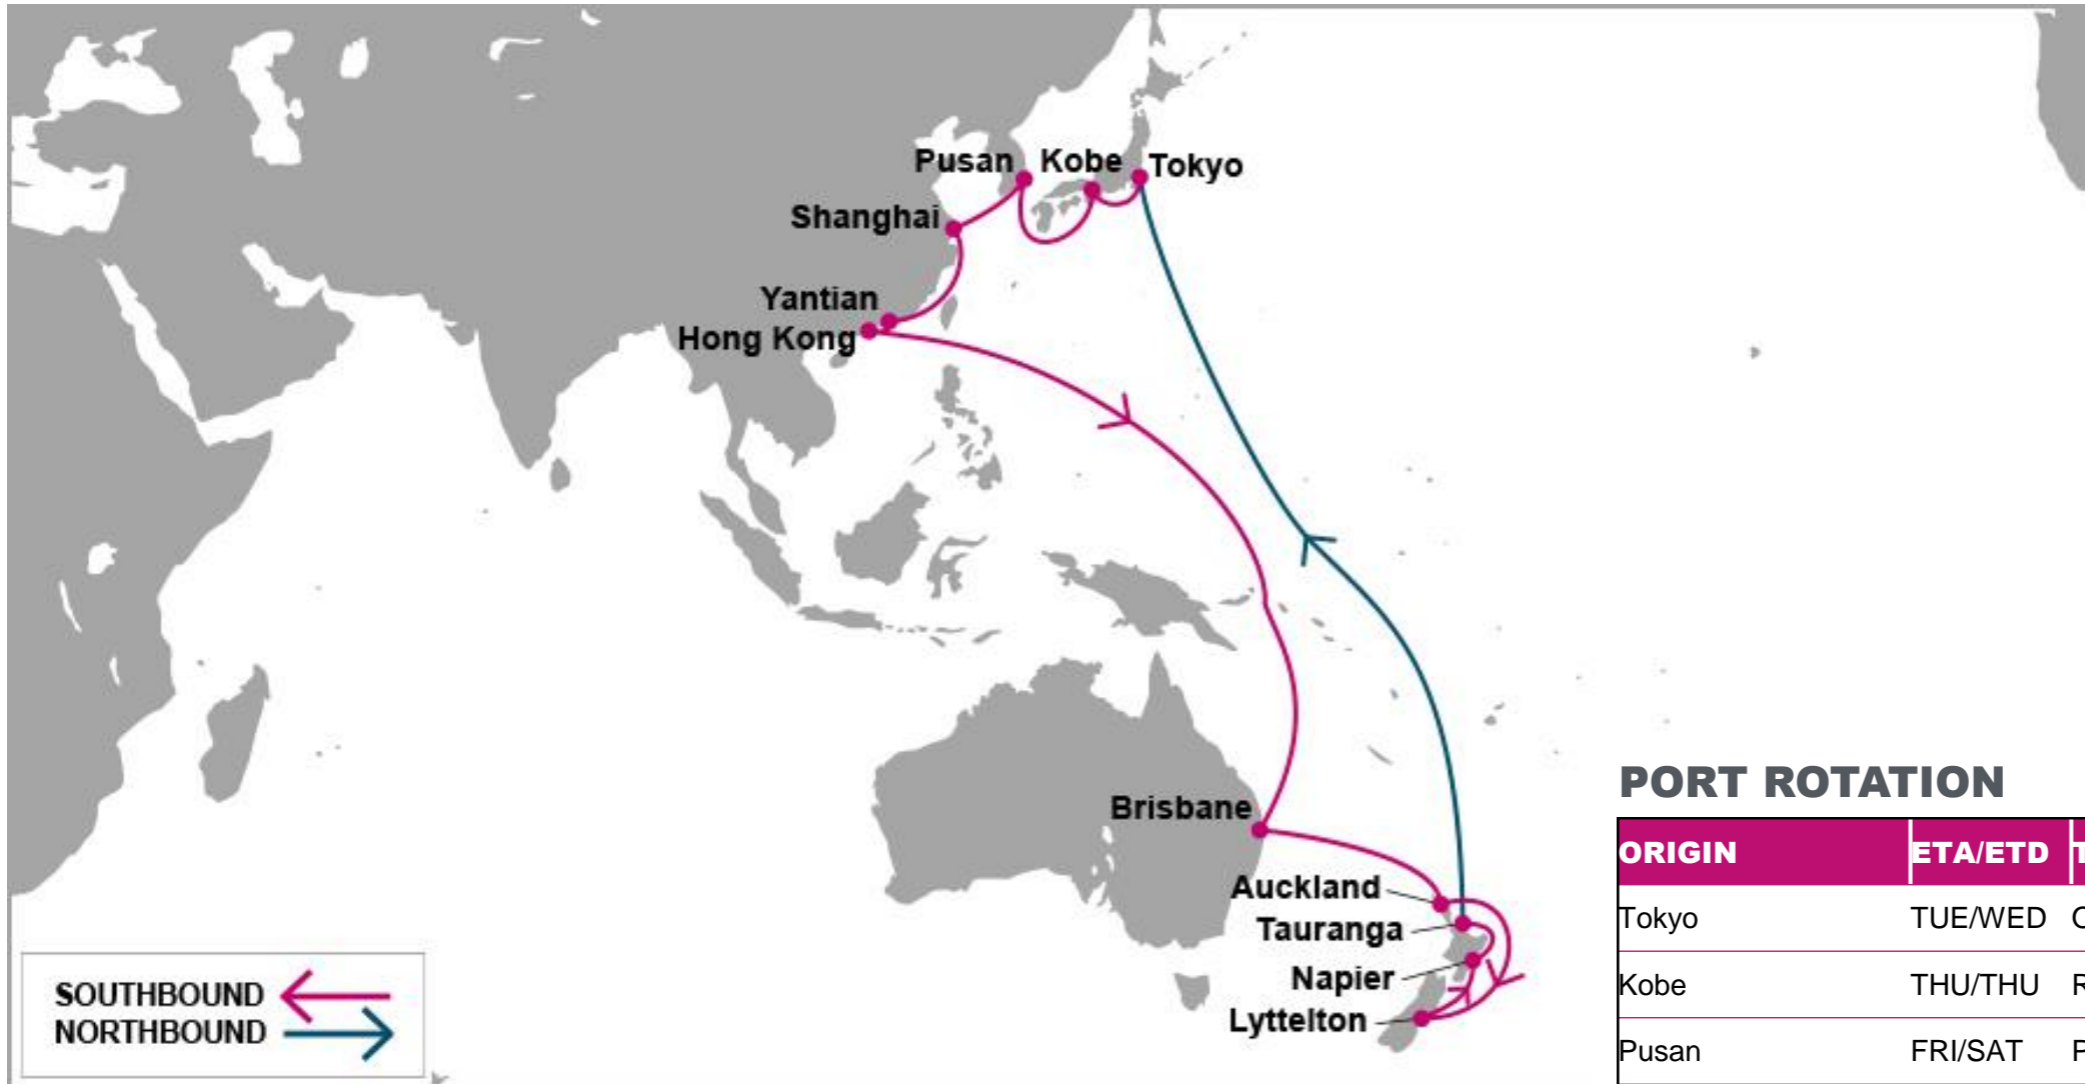 Pusan
Kobe
Tokyo
Shanghai
Yantian
Hong Kong
Brisbane
Auckland
Tauranga
Napier
Lyttelton
SOUTHBOUND
NORTHBOUND
PORT ROTATION
ORIGIN ETA/ETD
Tokyo TUE/WED
Kobe THU/THU
Pusan FRI/SAT